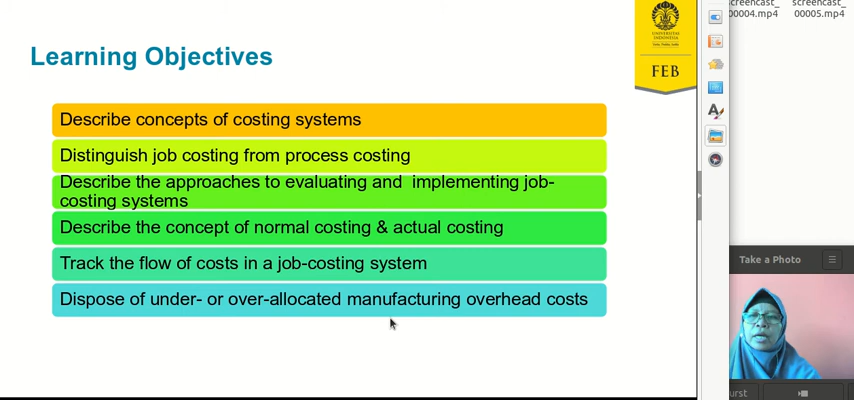 screencast_
00004.mp4
screencast_
00005.mp4
UNIVERSITAS
INDONESIA
FEB
Learning Objectives
Describe concepts of costing systems
Distinguish job costing from process costing
Describe the approaches to evaluating and  implementing job-
costing systems
Describe the concept of normal costing & actual costing
Track the flow of costs in a job-costing system
Dispose of under- or over-allocated manufacturing overhead costs
Take a Photo
urst